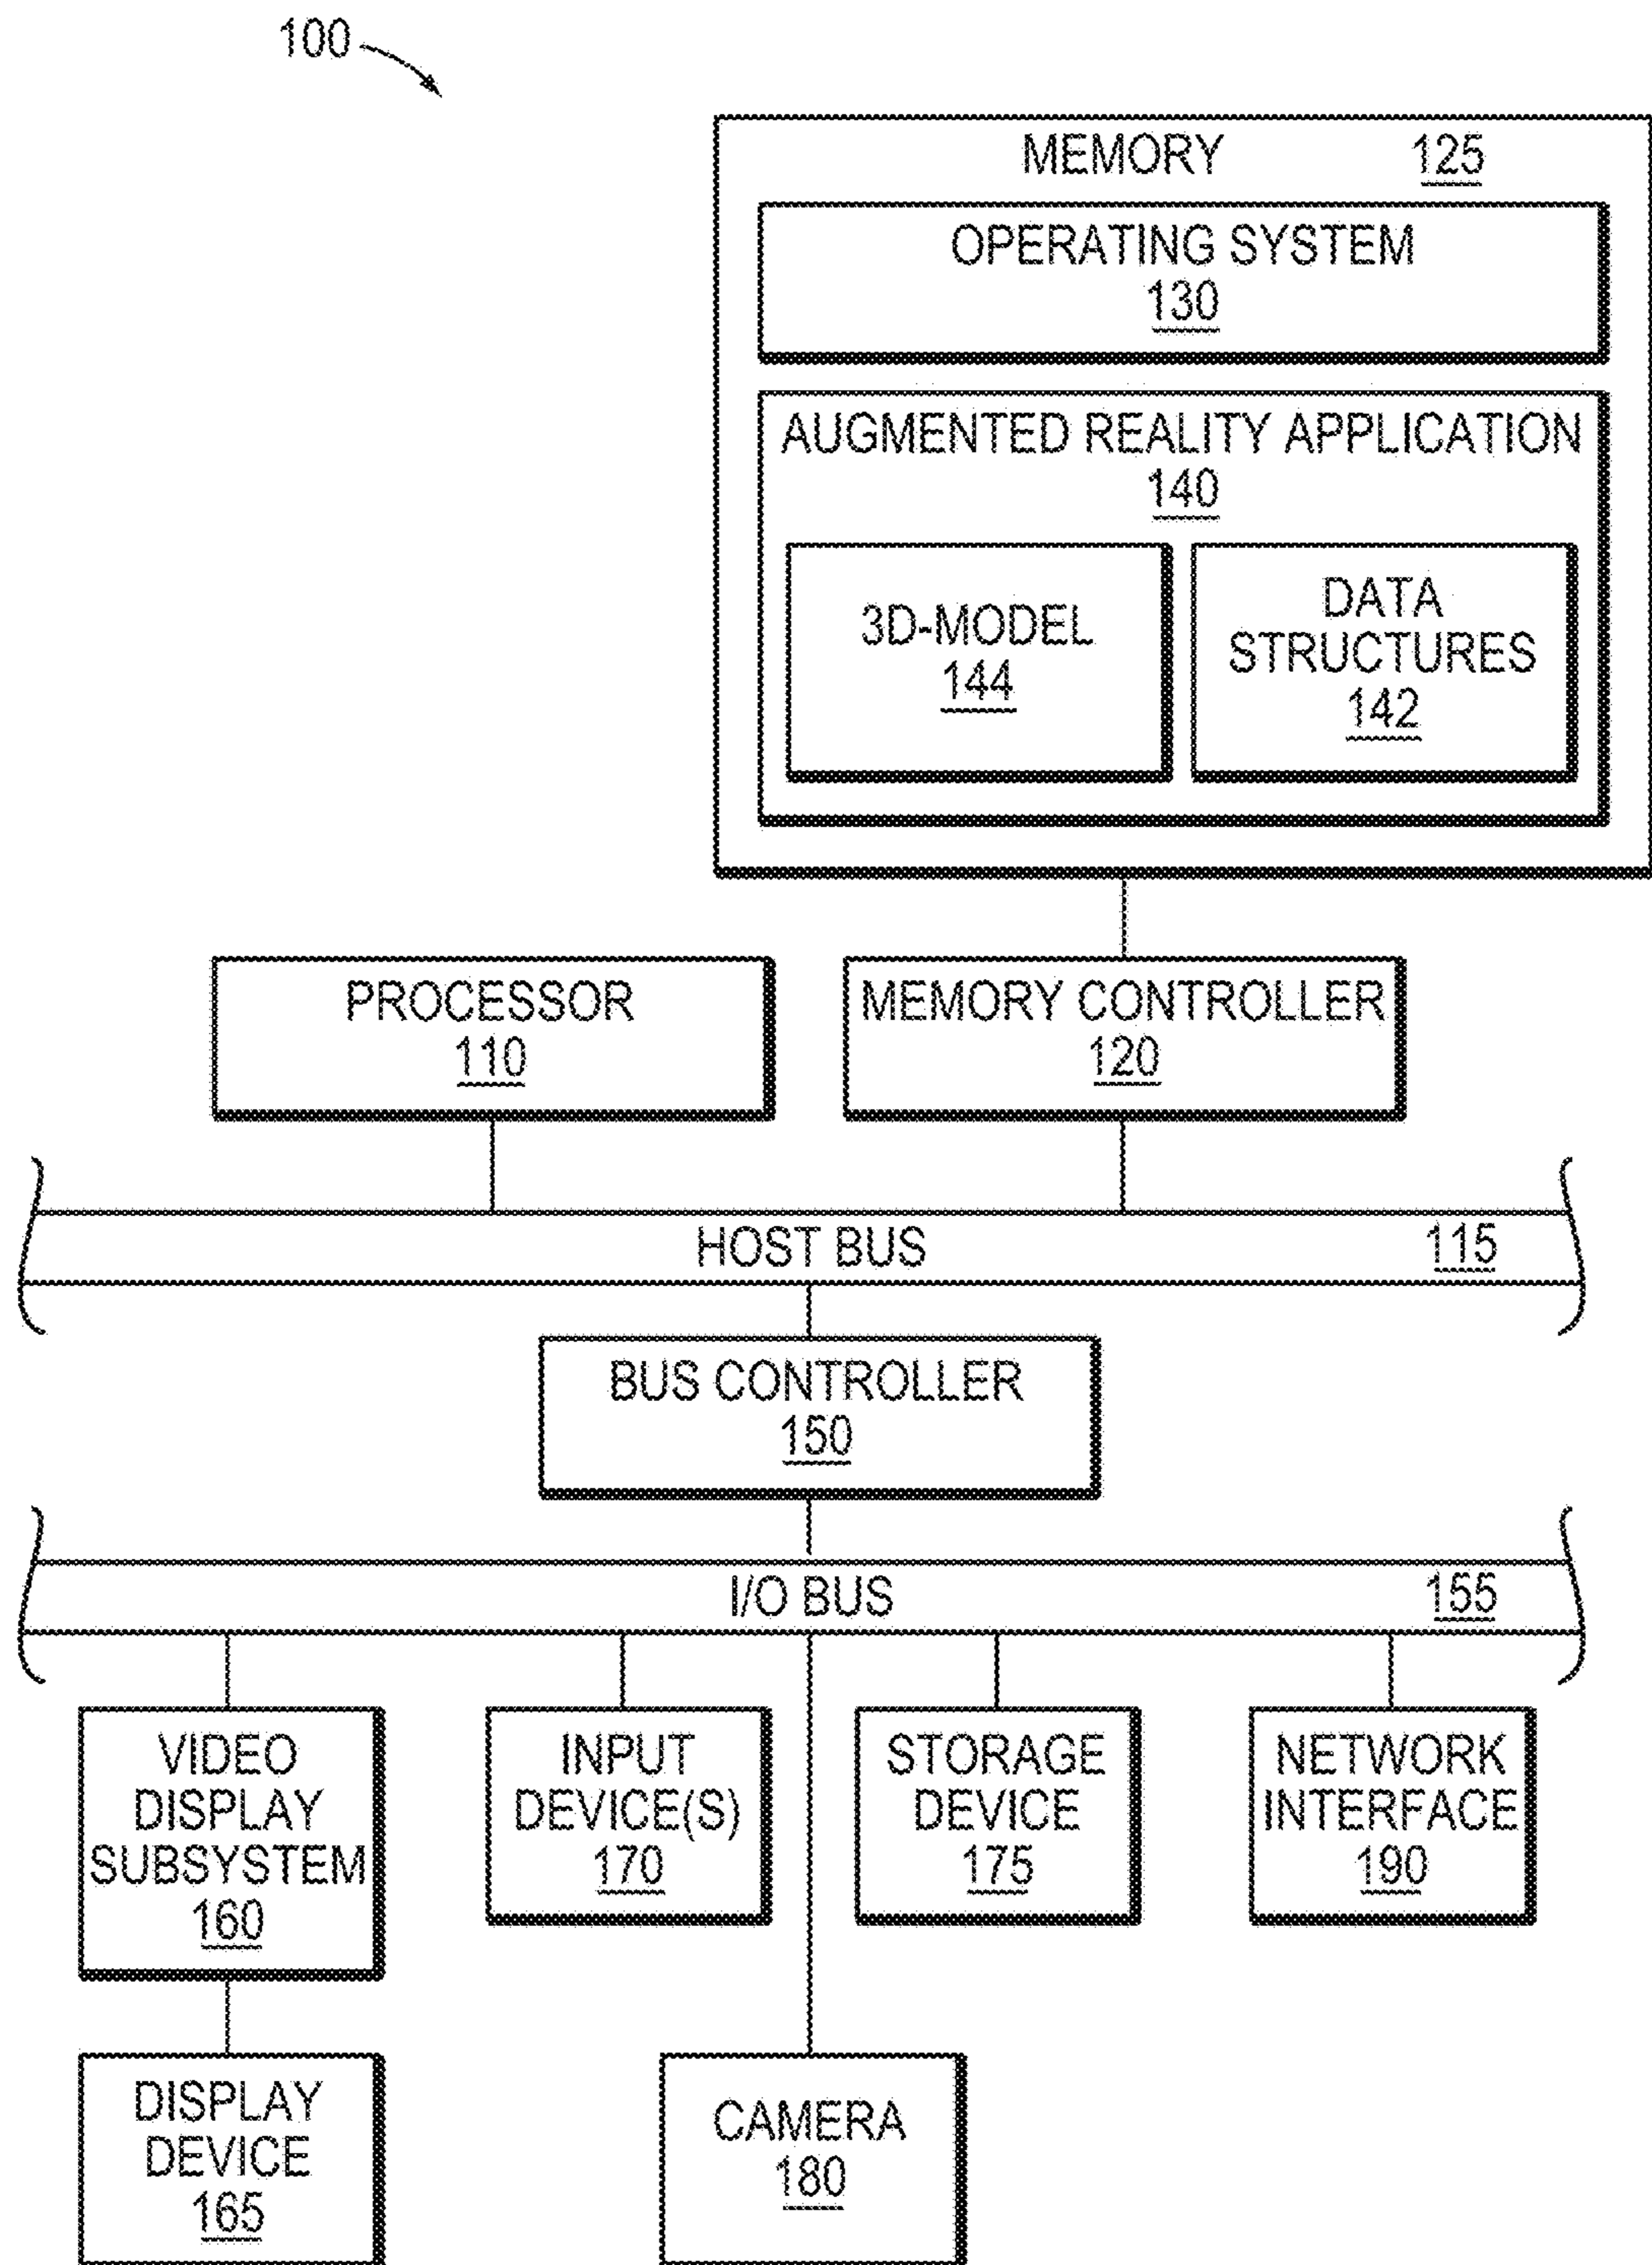 100
MEMORY 125
OPERATING SYSTEM
130
AUGMENTED REALITY APPLICATION
140
3D-MODEL
144
DATA
STRUCTURES
142
PROCESSOR
110
MEMORY CONTROLLER
120
HOST BUS 115
BUS CONTROLLER
150
I/O BUS 155
VIDEO
DISPLAY
SUBSYSTEM
160
INPUT
DEVICE(S)
170
STORAGE
DEVICE
175
NETWORK
INTERFACE
190
DISPLAY
DEVICE
165
CAMERA
180